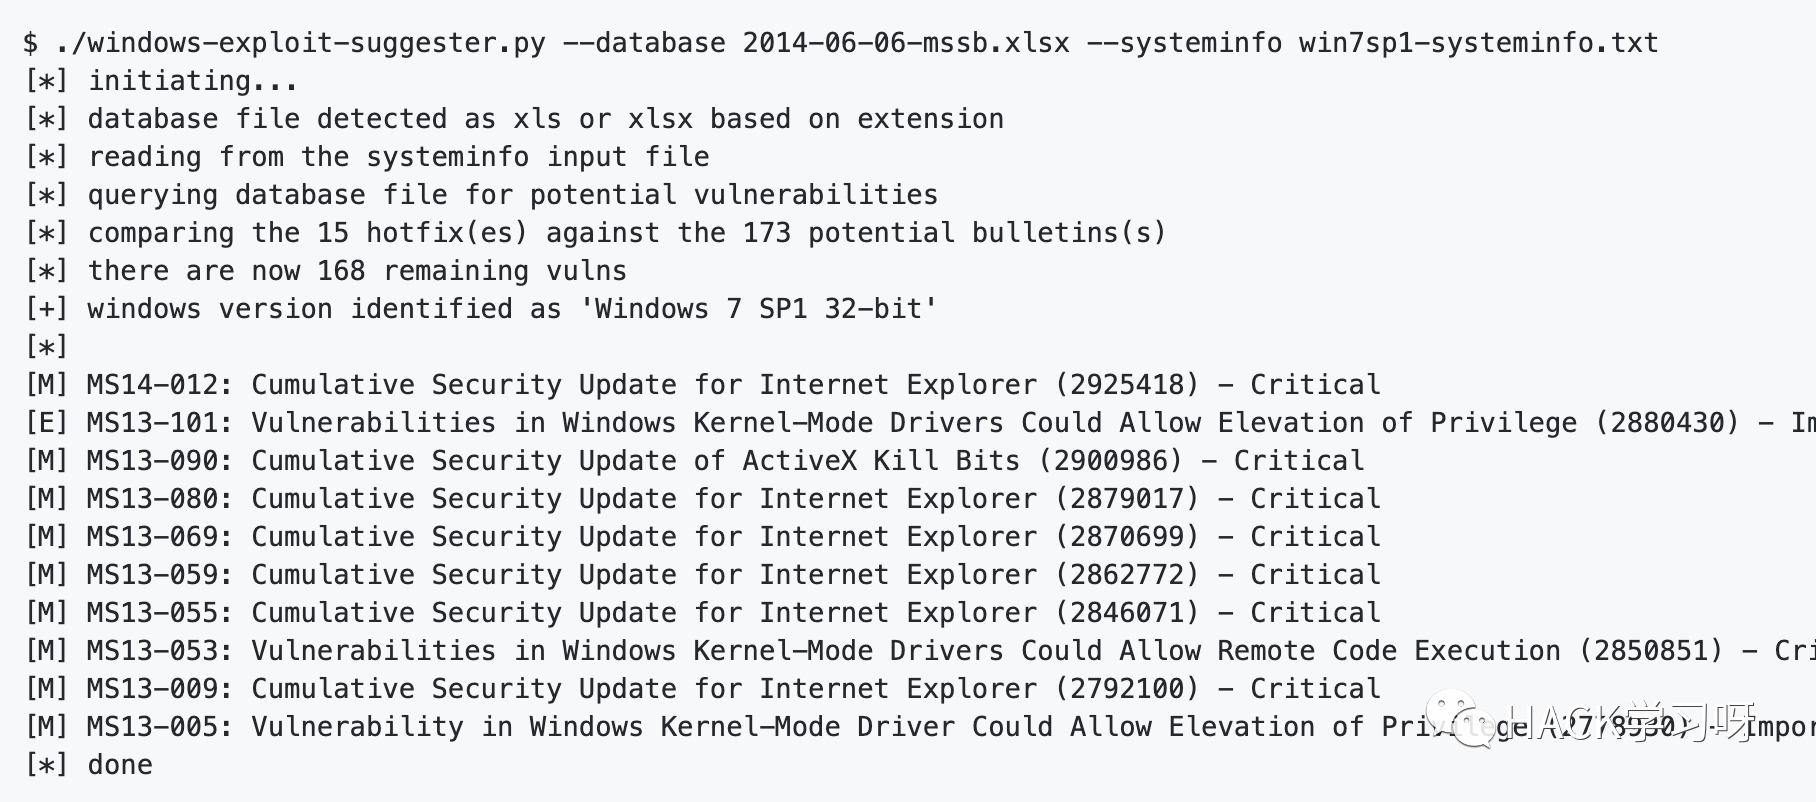 $ ./windows-exploit-suggester.py --database 2014-06-06-mssb.xlsx --systeminfo win7sp1-systeminfo.txt
[*] initiating...
[*] database file detected as xls or xlsx based on extension
[*] reading from the systeminfo input file
[*] querying database file for potential vulnerabilities
[*] comparing the 15 hotfix(es) against the 173 potential bulletins(s)
[*] there are now 168 remaining vulns
[+] windows version identified as 'Windows 7 SP1 32-bit'
[*]
[M] MS14-012: Cumulative Security Update for Internet Explorer (2925418) - Critical
[E] MS13-101: Vulnerabilities in Windows Kernel-Mode Drivers Could Allow Elevation of Privilege (2880430) - Im
[M] MS13-090: Cumulative Security Update of ActiveX Kill Bits (2900986) - Critical
[M] MS13-080: Cumulative Security Update for Internet Explorer (2879017) - Critical
[M] MS13-069: Cumulative Security Update for Internet Explorer (2870699) - Critical
[M] MS13-059: Cumulative Security Update for Internet Explorer (2862772) - Critical
[M] MS13-055: Cumulative Security Update for Internet Explorer (2846071) - Critical
[M] MS13-053: Vulnerabilities in Windows Kernel-Mode Drivers Could Allow Remote Code Execution (2850851) - Cri
[M] MS13-009: Cumulative Security Update for Internet Explorer (2792100) - Critical
[M] MS13-005: Vulnerability in Windows Kernel-Mode Driver Could Allow Elevation of Privilege - Impor
HACK学习呀
[*] done